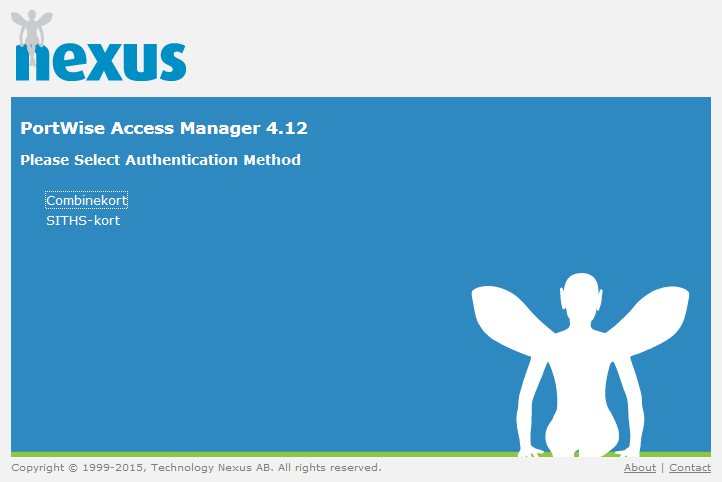 nexus
PortWise Access Manager 4.12
Please Select Authentication Method
Combinekort
SITHS-kort
Copyright © 1999-2015, Technology Nexus AB. All rights reserved.
About | Contact